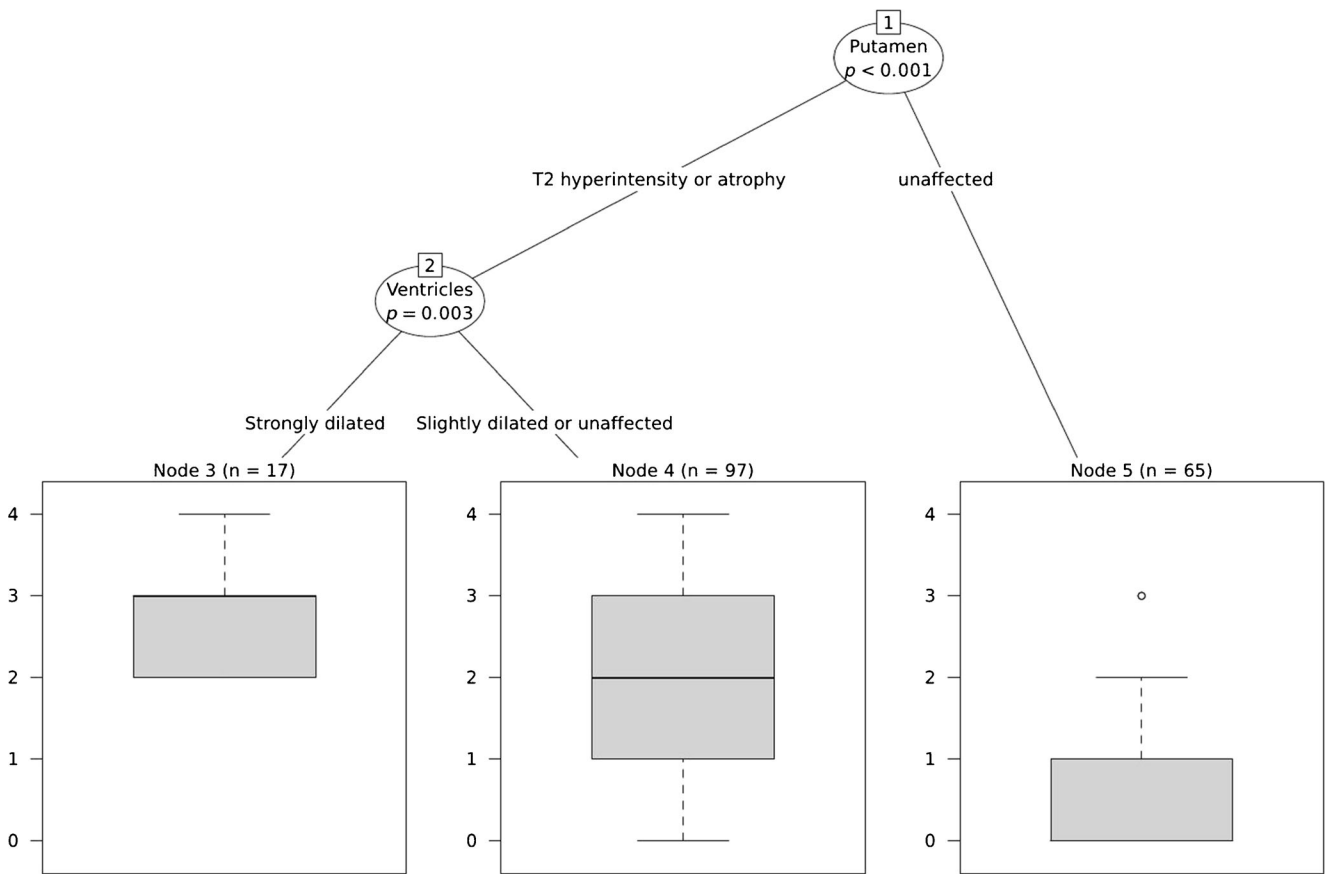 1
Putamen
p < 0.001
T2 hyperintensity or atrophy
unaffected
2
Ventricles
p = 0.003
Strongly dilated
Slightly dilated or unaffected
Node 3 (n = 17)
4
3
2
1
0
Node 4 (n = 97)
4
3
2
1
0
Node 5 (n = 65)
4
3
2
1
0